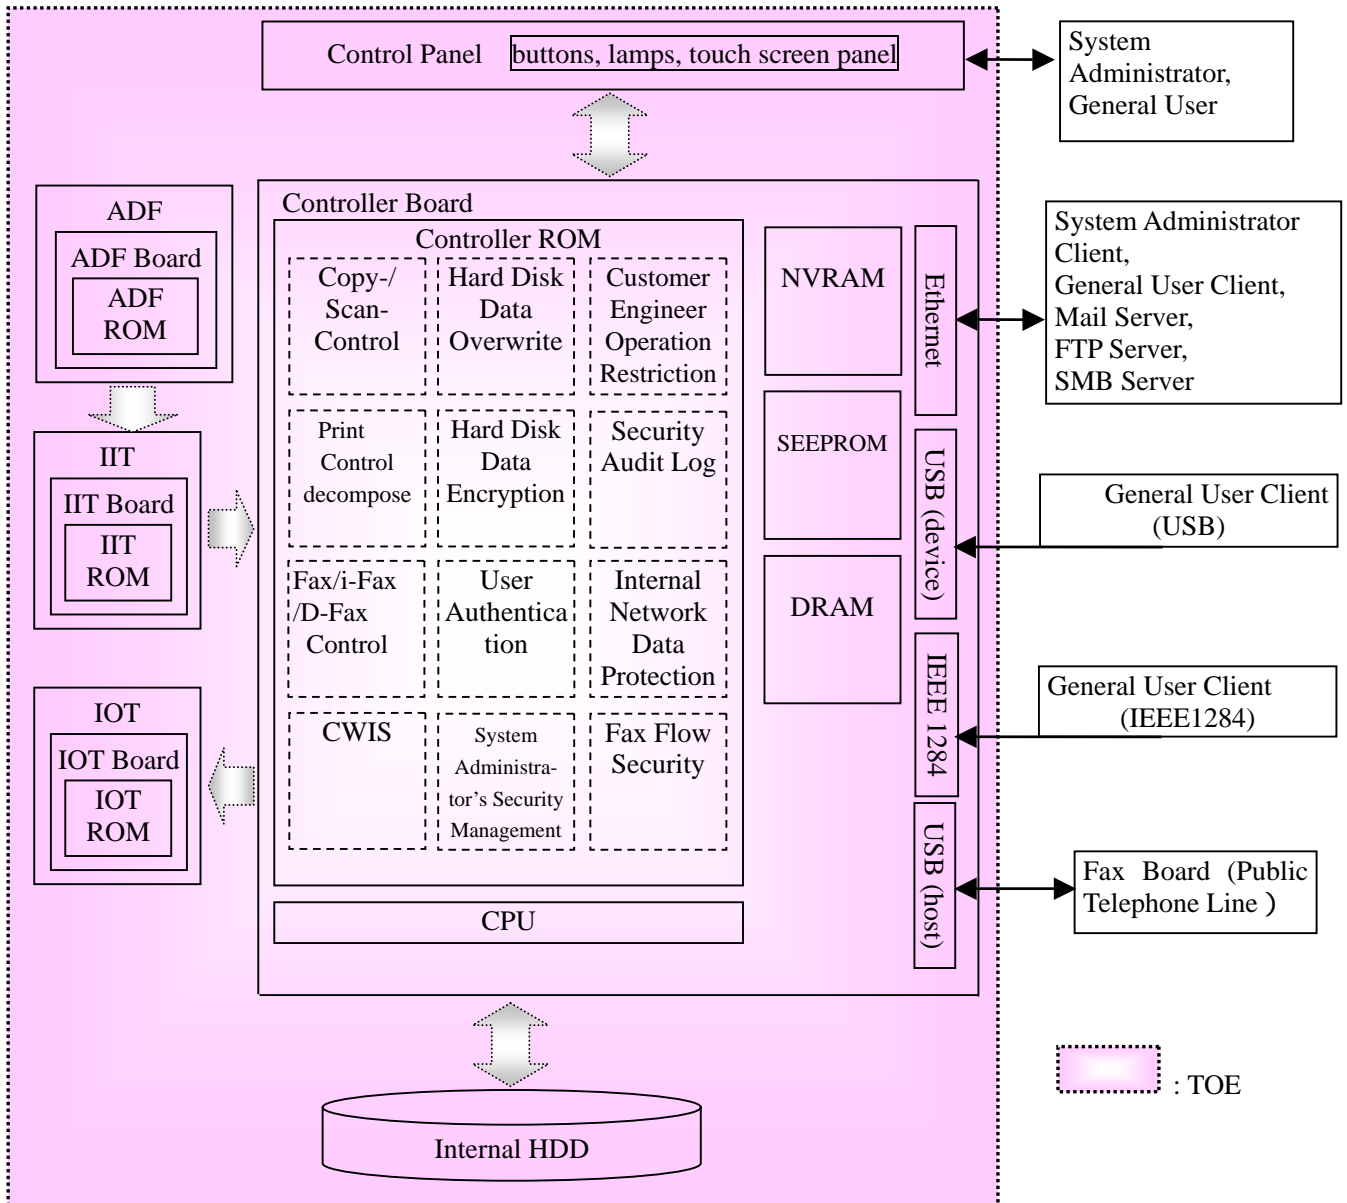 Control Panel buttons, lamps, touch screen panel
System
Administrator,
General User
ADF
ADF Board
ADF
ROM
IIT
IIT Board
IIT
ROM
IOT
IOT Board
IOT
ROM
Controller Board
Controller ROM
Copy-/
Scan-
Control
Hard Disk
Data
Overwrite
Customer
Engineer
Operation
Restriction
Print
Control
decompose
Hard Disk
Data
Encryption
Security
Audit Log
Fax/i-Fax
/D-Fax
Control
User
Authentica
tion
Internal
Network
Data
Protection
CWIS
System
Administra-
tor's Security
Management
Fax Flow
Security
CPU
NVRAM
SEEPROM
DRAM
Ethernet
USB (device)
IEEE 1284
USB (host)
System Administrator
Client,
General User Client,
Mail Server,
FTP Server,
SMB Server
General User Client
(USB)
General User Client
(IEEE1284)
Fax Board (Public
Telephone Line )
Internal HDD
: TOE